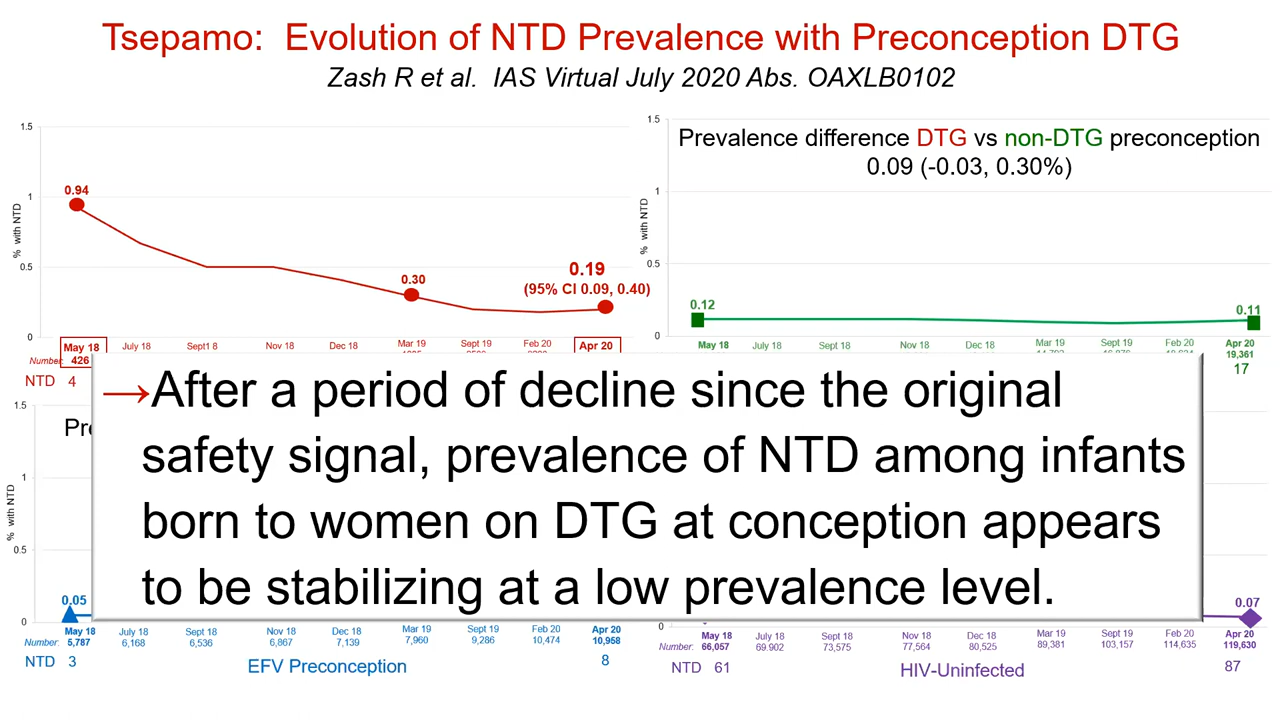 Tsepamo: Evolution of NTD Prevalence with Preconception DTG
Zash R et al. IAS Virtual July 2020 Abs. OAXLB0102
1.5
1
0.5
0
% with NTD
0.94
0.30
0.19
(95% CI 0.09, 0.40)
May 18 July 18 Sept1 8 Nov 18 Dec 18 Mar 19 Sept 19 Feb 20 Apr 20
Number: 426
NTD 4
1.5
1
0.5
0
% with NTD
Prevalence difference DTG vs non-DTG preconception
0.09 (-0.03, 0.30%)
0.12
0.11
May 18 July 18 Sept 18 Nov 18 Dec 18 Mar 19 Sept 19 Feb 20 Apr 20
19,361
17
→After a period of decline since the original
safety signal, prevalence of NTD among infants
born to women on DTG at conception appears
to be stabilizing at a low prevalence level.
1.5
1
0.5
0
% with NTD
0.05
May 18 July 18 Sept 18 Nov 18 Dec 18 Mar 19 Sept 19 Feb 20 Apr 20
Number: 5,787 6,168 6,536 6,867 7,139 7,960 9,286 10,474 10,958
NTD 3 EFV Preconception 8
0.07
0
May 18 July 18 Sept 18 Nov 18 Dec 18 Mar 19 Sept 19 Feb 20 Apr 20
Number: 66,057 69.902 73,575 77,564 80,525 89,381 103,157 114,635 119,630
NTD 61 HIV-Uninfected 87